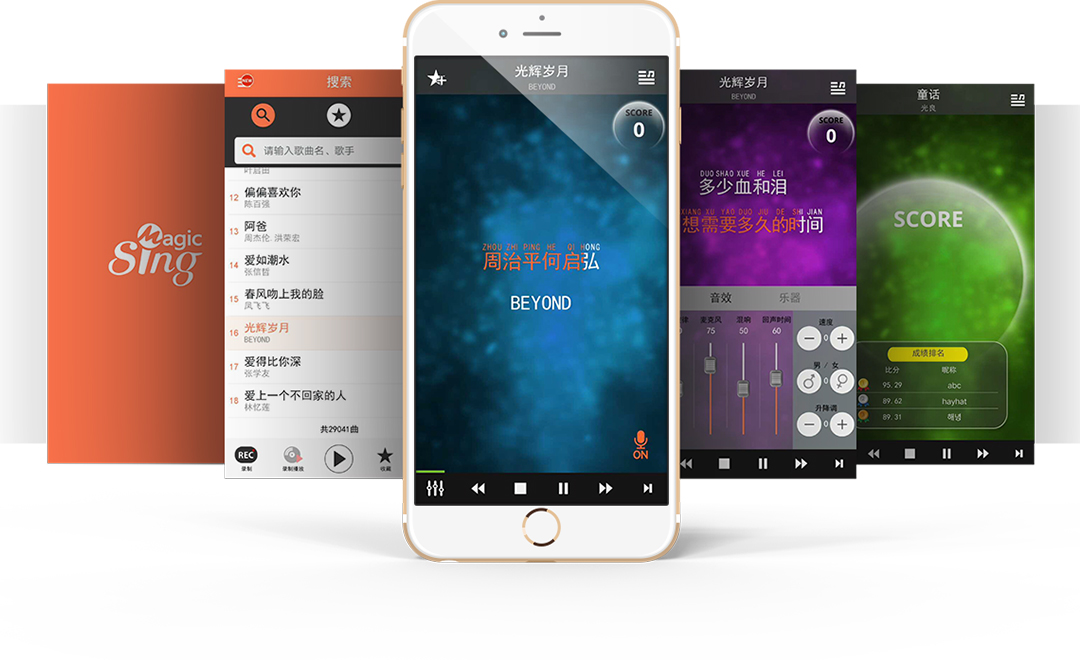 Magic
Sing
NEW
搜索
请输入歌曲名、歌手
叶启田
12 偏偏喜欢你
陈百强
13 阿爸
周杰伦. 洪荣宏
14 爱如潮水
张信哲
15 春风吻上我的脸
凤飞飞
16 光辉岁月
BEYOND
17 爱得比你深
张学友
18 爱上一个不回家的人
林忆莲
共29041曲
REC
录制
录制播放
收藏
光辉岁月
BEYOND
SCORE
0
ZHOU ZHI PING HE QI HONG
周治平何启弘
BEYOND
ON
光辉岁月
BEYOND
SCORE
0
DUO SHAO XUE HE LEI
多少血和泪
XIANG XU YAO DUO JIU DE SHI JIAN
想需要多久的时间
音效
乐器
麦克风
混响
回声时间
75
50
60
速度
0
男 / 女
升降调
0
童话
光良
SCORE
成绩排名
比分
昵称
95. 29
abc
89. 62
hayhat
89. 31
해녕